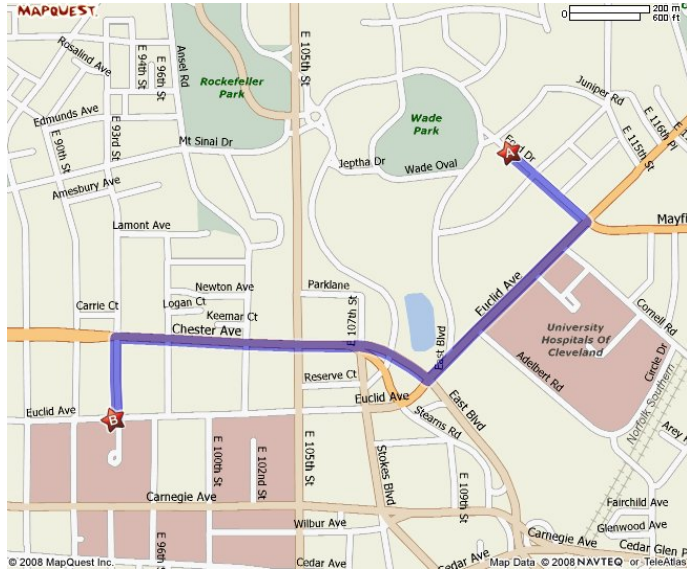 MAPQUEST.
0 200 m
600 ft
Rosalind Ave
E 94th St
E 96th St
Ansel Rd
E 105th St
Rockefeller
Park
Wade
Park
Juniper Rd
E 116th Pl
E 115th St
Edmunds Ave
E 90th St
E 93rd St
Mt Sinai Dr
Ford Dr
A
Jeptha Dr
Wade Oval
Amesbury Ave
Lamont Ave
Mayfi
Newton Ave
Parklane
Euclid Ave
Carrie Ct
Logan Ct
Keemar Ct
Chester Ave
E 107th St
Cornell Rd
University
Hospitals Of
Cleveland
Circle Dr
East Blvd
Adelbert Rd
Reserve Ct
Euclid Ave
Euclid Ave
B
East Blvd
Stearns Rd
Norfolk Southern
Arey
E 100th St
E 102nd St
E 105th St
Stokes Blvd
E 109th St
Carnegie Ave
Fairchild Ave
Wilbur Ave
Glenwood Ave
Carnegie Ave
E 96th St
Cedar Ave
Cedar Ave
Cedar Glen P
© 2008 MapQuest Inc.
Map Data © 2008 NAVTEQ or TeleAtlas